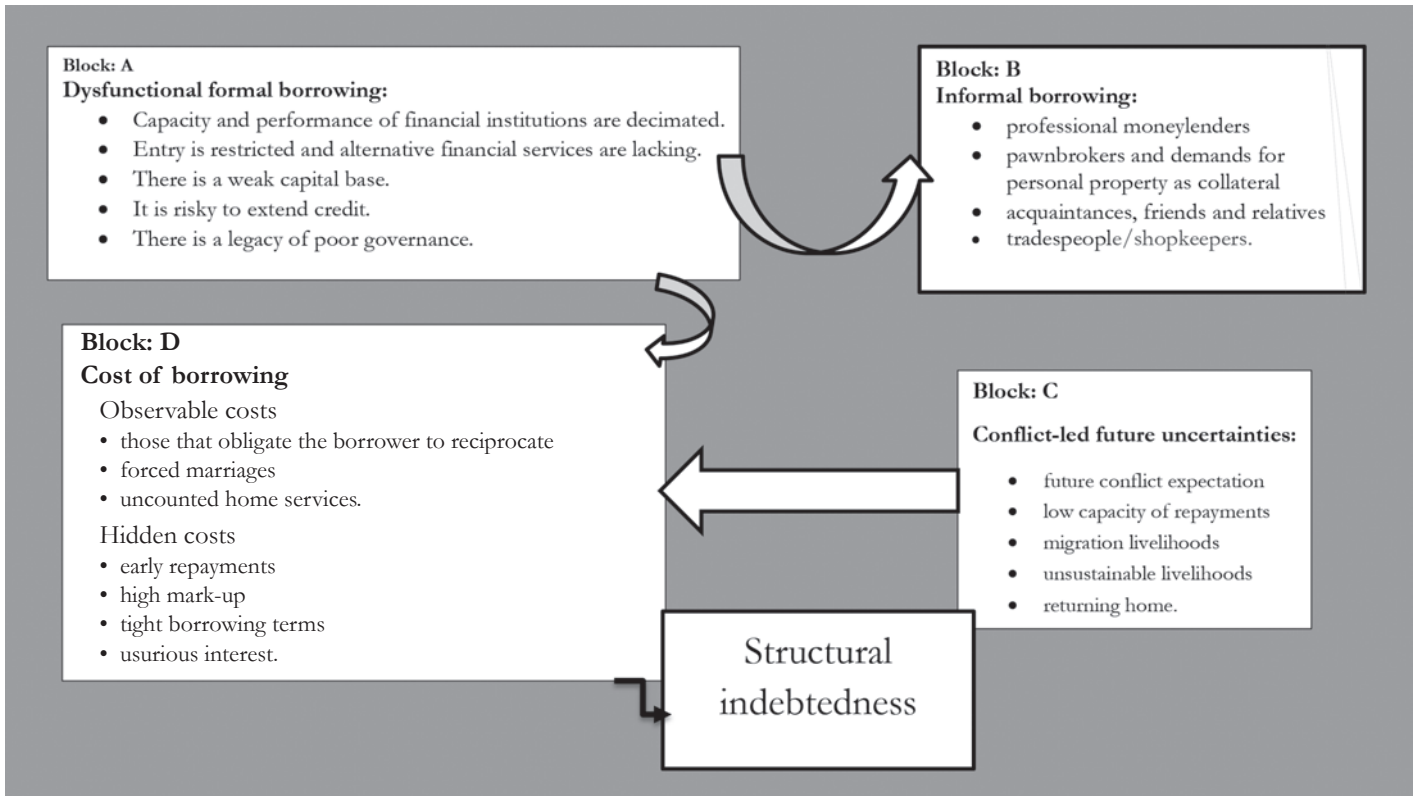 Block: A
Dysfunctional formal borrowing:
• Capacity and performance of financial institutions are decimated.
• Entry is restricted and alternative financial services are lacking.
• There is a weak capital base.
• It is risky to extend credit.
• There is a legacy of poor governance.
Block: B
Informal borrowing:
• professional moneylenders
• pawnbrokers and demands for
personal property as collateral
• acquaintances, friends and relatives
• tradespeople/shopkeepers.
Block: D
Cost of borrowing
Observable costs
• those that obligate the borrower to reciprocate
• forced marriages
• uncounted home services.
Hidden costs
• early repayments
• high mark-up
• tight borrowing terms
• usurious interest.
Block: C
Conflict-led future uncertainties:
• future conflict expectation
• low capacity of repayments
• migration livelihoods
• unsustainable livelihoods
• returning home.
Structural
indebtedness